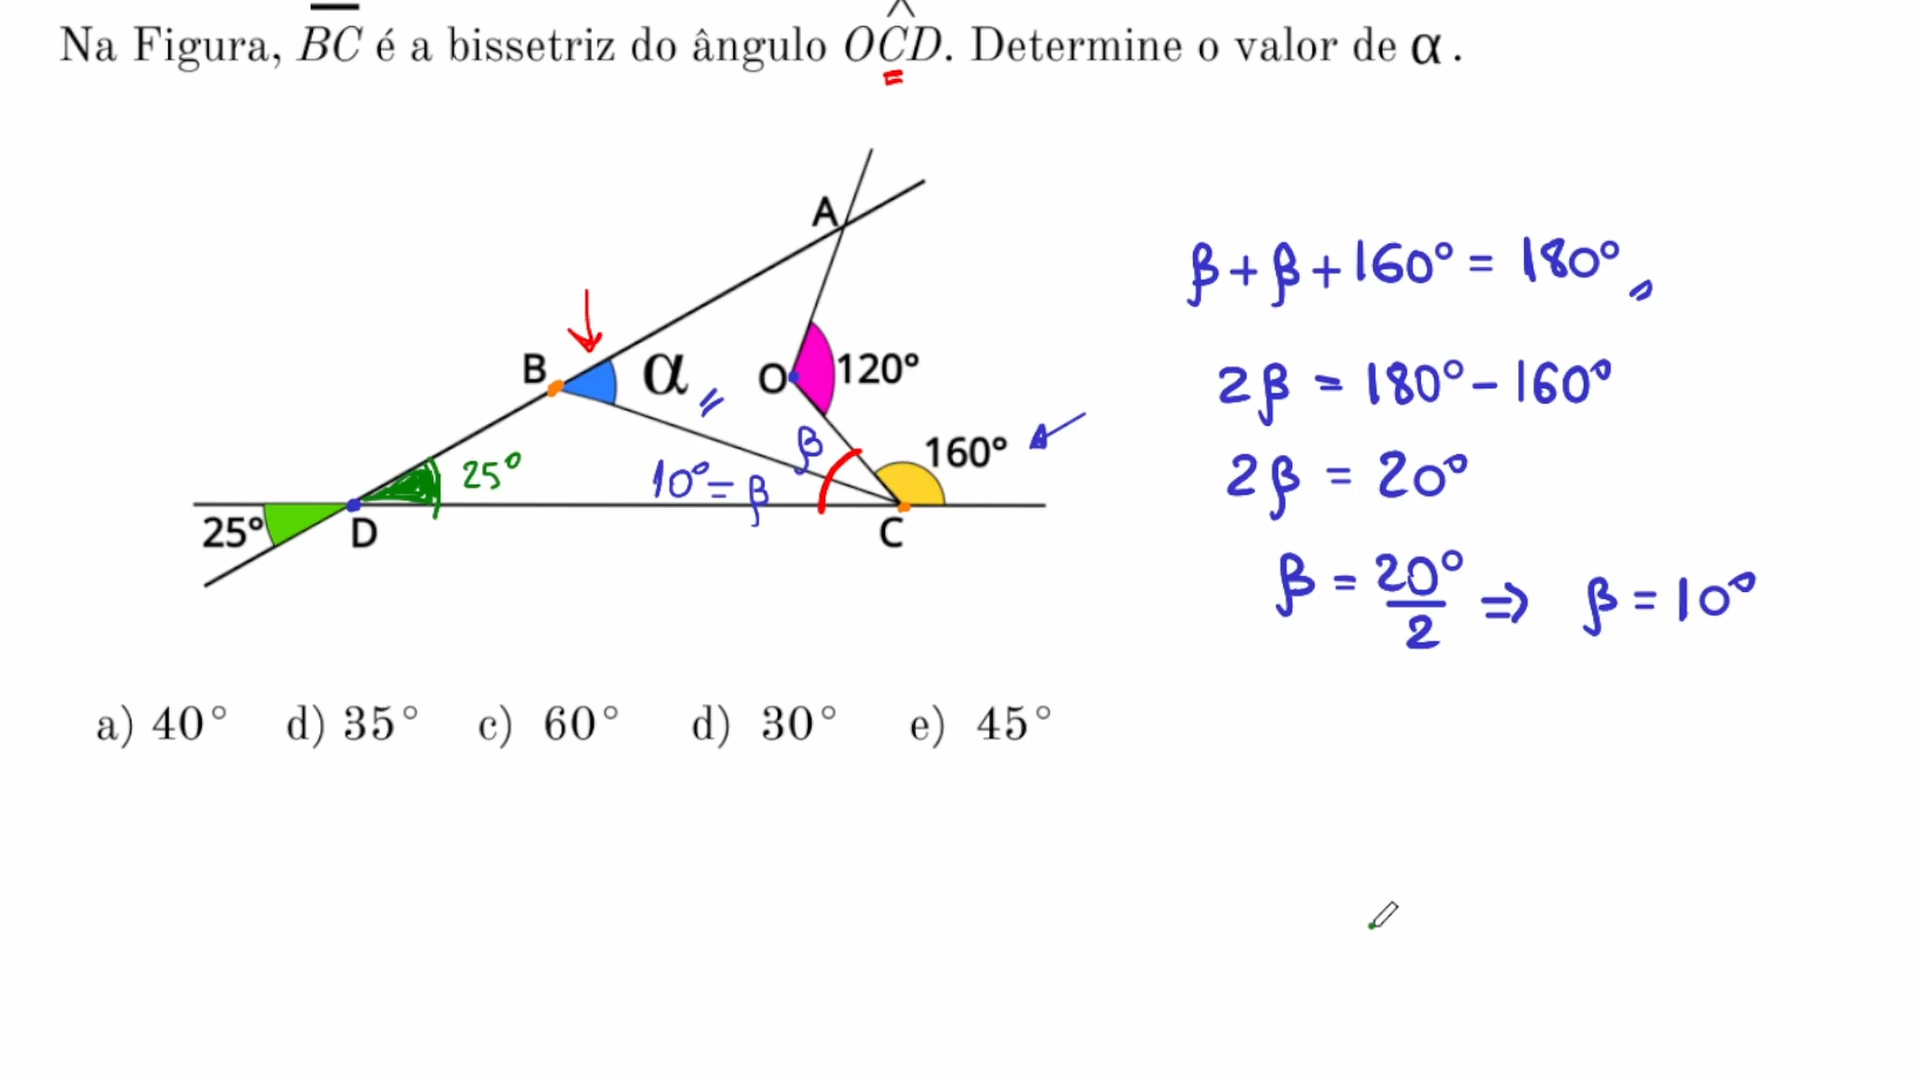 Na Figura, BC é a bissetriz do ângulo OĈD. Determine o valor de α.
A
B
α
O
120°
β
160°
25°
10° = β
25°
D
C
β + β + 160° = 180°
2β = 180° - 160°
2β = 20°
β = 20°/2 ⇒ β = 10°
a) 40° d) 35° c) 60° d) 30° e) 45°